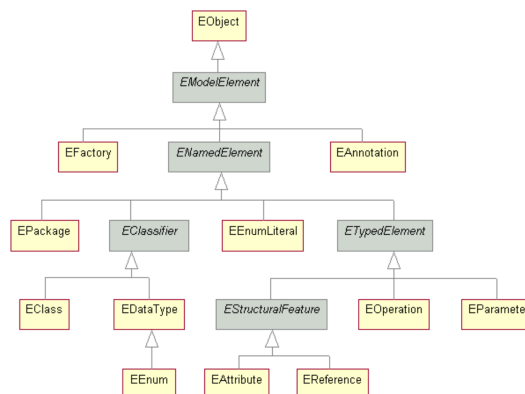 EObject
EModelElement
EFactory
ENamedElement
EAnnotation
EPackage
EClassifier
EEnumLiteral
ETypedElement
EClass
EDataType
EStructuralFeature
EOperation
EParamete
EEnum
EAttribute
EReference